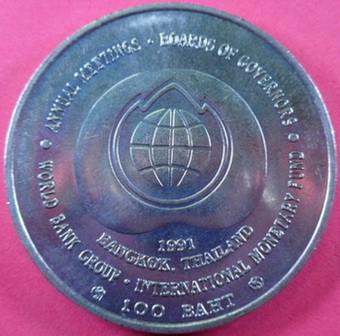 ANNUAL MEETINGS · BOARDS OF GOVERNORS
1991
BANGKOK, THAILAND
WORLD BANK GROUP · INTERNATIONAL MONETARY FUND
100 BAHT